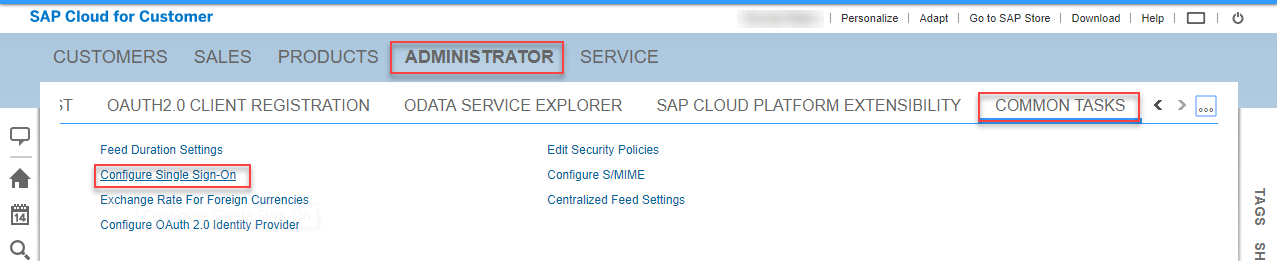 SAP Cloud for Customer
Personalize | Adapt | Go to SAP Store | Download | Help
CUSTOMERS SALES PRODUCTS ADMINISTRATOR SERVICE
ST OAUTH2.0 CLIENT REGISTRATION ODATA SERVICE EXPLORER SAP CLOUD PLATFORM EXTENSIBILITY COMMON TASKS ...
Feed Duration Settings
Edit Security Policies
Configure Single Sign-On
Configure S/MIME
Exchange Rate For Foreign Currencies
Centralized Feed Settings
Configure OAuth 2.0 Identity Provider
14
TAGS
SH